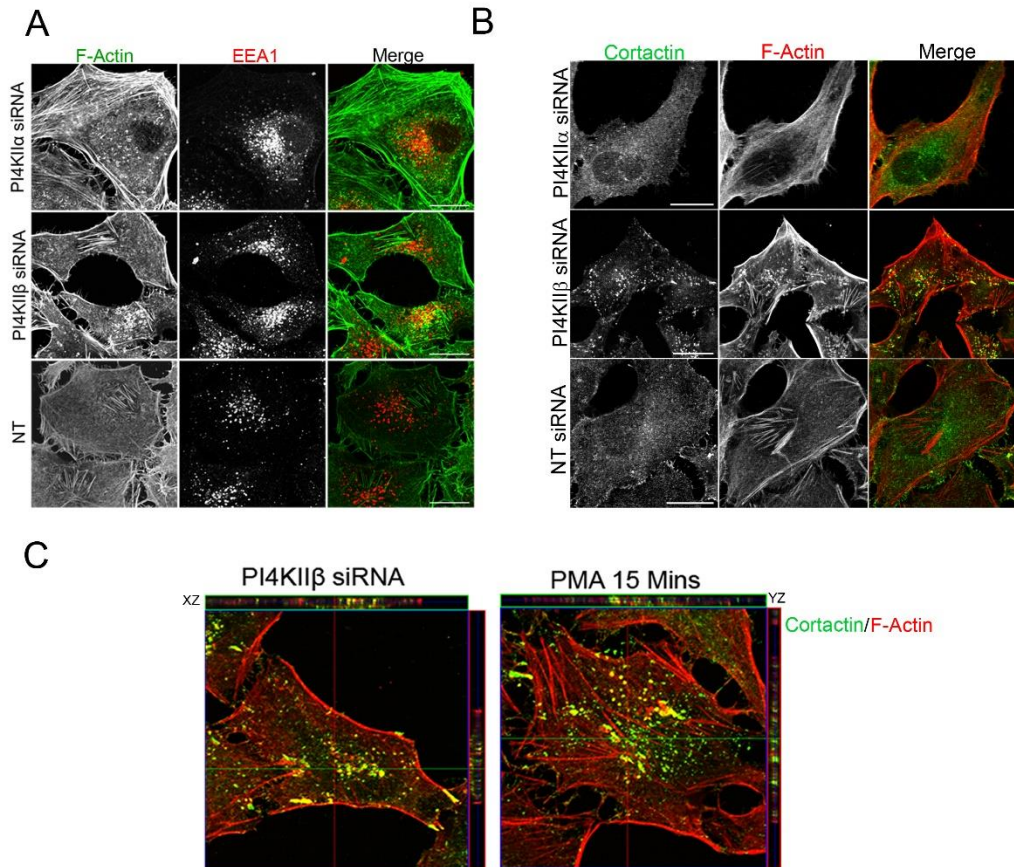 A
F-Actin EEA1 Merge
PI4KIIα siRNA
PI4KIIβ siRNA
NT
B
Cortactin F-Actin Merge
PI4KIIα siRNA
PI4KIIβ siRNA
NT siRNA
C
PI4KIIβ siRNA PMA 15 Mins
XZ YZ
Cortactin/F-Actin